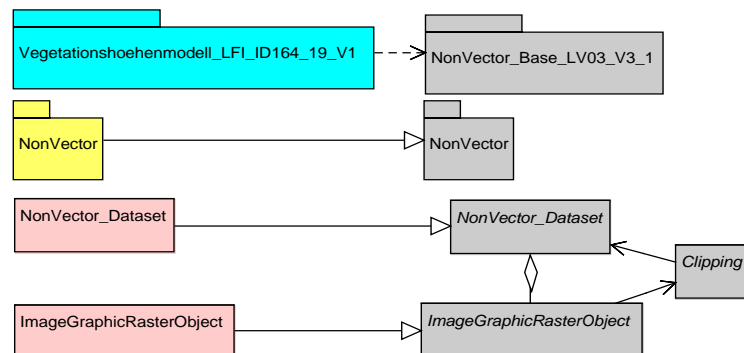 Vegetationshoehenmodell_LFI_ID164_19_V1
NonVector_Base_LV03_V3_1
NonVector
NonVector
NonVector_Dataset
NonVector_Dataset
Clipping
ImageGraphicRasterObject
ImageGraphicRasterObject